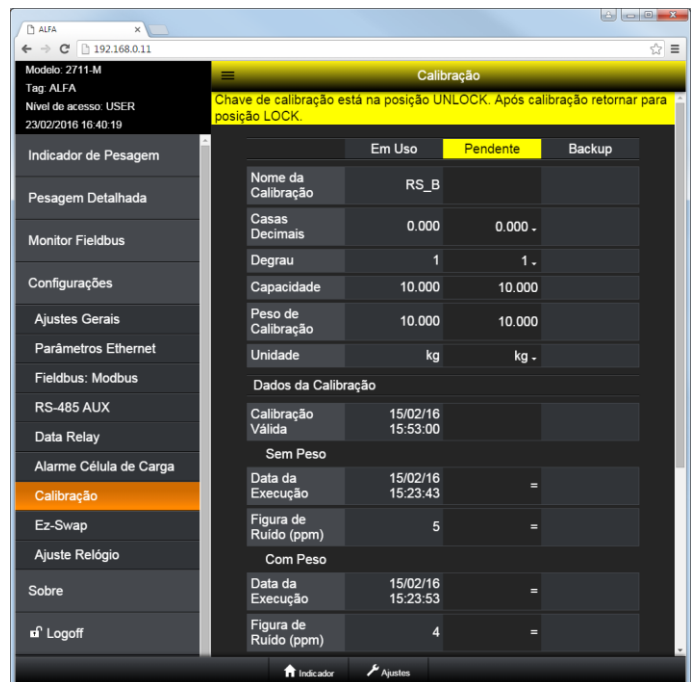 ALFA
192.168.0.11
Modelo: 2711-M
Tag: ALFA
Nível de acesso: USER
23/02/2016 16:40:19
Indicador de Pesagem
Pesagem Detalhada
Monitor Fieldbus
Configurações
Ajustes Gerais
Parâmetros Ethernet
Fieldbus: Modbus
RS-485 AUX
Data Relay
Alarme Célula de Carga
Calibração
Ez-Swap
Ajuste Relógio
Sobre
Logoff
Calibração
Chave de calibração está na posição UNLOCK. Após calibração retornar para
posição LOCK.
Em Uso Pendente Backup
Nome da
Calibração RS_B
Casas
Decimais 0.000 0.000
Degrau 1 1
Capacidade 10.000 10.000
Peso de
Calibração 10.000 10.000
Unidade kg kg
Dados da Calibração
Calibração
Válida 15/02/16
15:53:00
Sem Peso
Data da
Execução 15/02/16
15:23:43 =
Figura de
Ruído (ppm) 5 =
Com Peso
Data da
Execução 15/02/16
15:23:53 =
Figura de
Ruído (ppm) 4 =
Indicador Ajustes